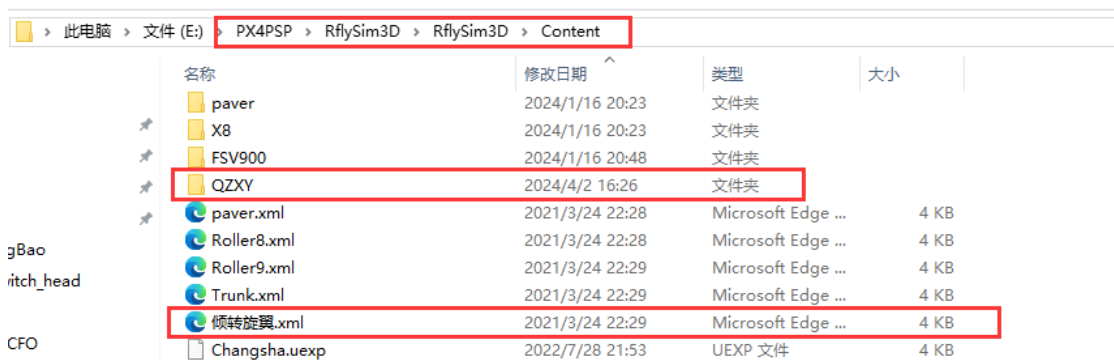 此电脑 › 文件 (E:) › PX4PSP › RflySim3D › RflySim3D › Content
名称 修改日期 类型 大小
paver 2024/1/16 20:23 文件夹
X8 2024/1/16 20:23 文件夹
FSV900 2024/1/16 20:48 文件夹
QZXY 2024/4/2 16:26 文件夹
paver.xml 2021/3/24 22:28 Microsoft Edge ... 4 KB
gBao Roller8.xml 2021/3/24 22:28 Microsoft Edge ... 4 KB
Roller9.xml 2021/3/24 22:29 Microsoft Edge ... 4 KB
vitch_head Trunk.xml 2021/3/24 22:29 Microsoft Edge ... 4 KB
倾转旋翼.xml 2021/3/24 22:29 Microsoft Edge ... 4 KB
CFO Changsha.uexp 2022/7/28 21:53 UEXP 文件 4 KB